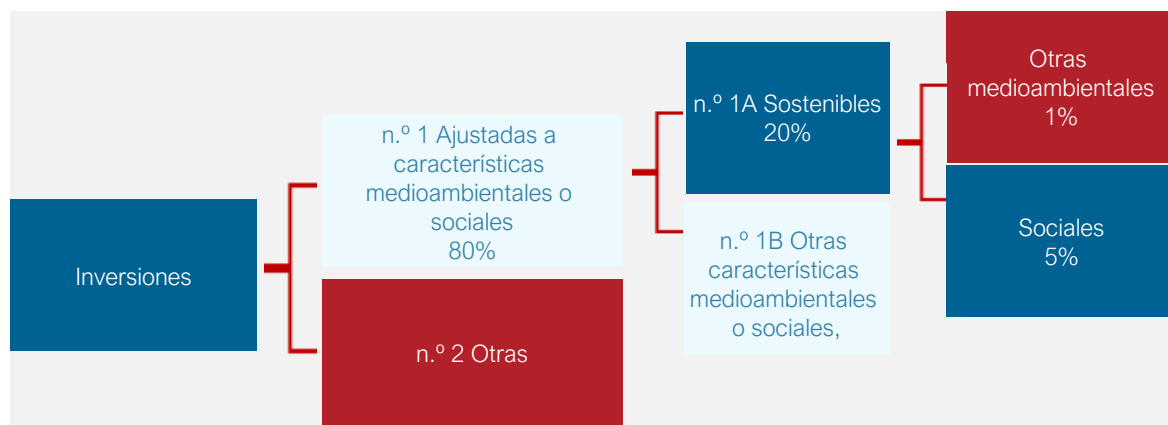 Inversiones
n.º 1 Ajustadas a
características
medioambientales o
sociales
80%
n.º 2 Otras
n.º 1A Sostenibles
20%
n.º 1B Otras
características
medioambientales
o sociales,
Otras
medioambientales
1%
Sociales
5%